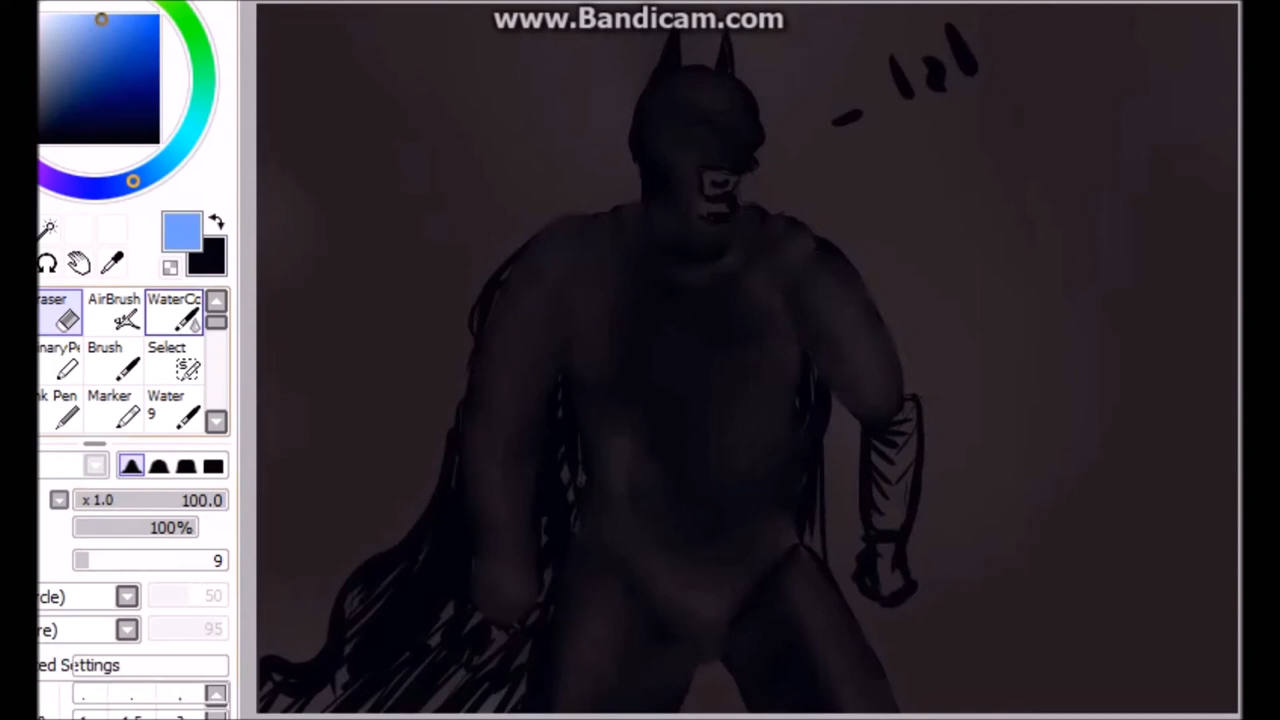 www.Bandicam.com
- lol
raser AirBrush WaterCo
naryPe Brush Select
k Pen Marker Water
9
x 1.0 100.0
100%
9
rcle) 50
re) 95
ed Settings